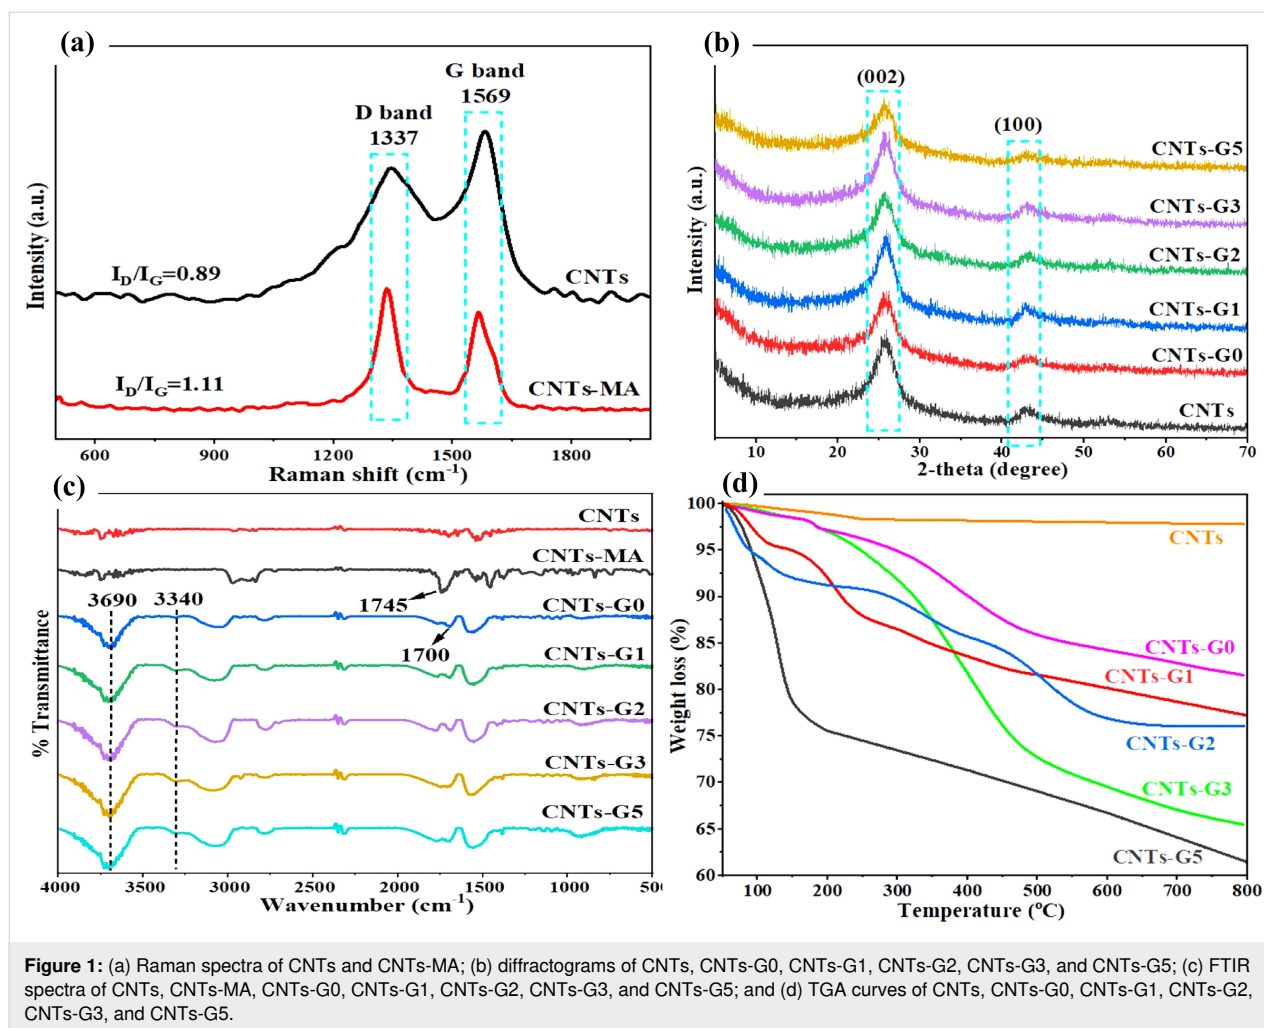 (a)
G band
1569
D band
1337
I_D/I_G=0.89
CNTs
I_D/I_G=1.11
CNTs-MA
Intensity (a.u.)
600 900 1200 1500 1800
Raman shift (cm⁻¹)
(b)
(002)
(100)
CNTs-G5
CNTs-G3
CNTs-G2
CNTs-G1
CNTs-G0
CNTs
Intensity (a.u.)
10 20 30 40 50 60 70
2-theta (degree)
(c)
CNTs
CNTs-MA
3690 3340
1745
CNTs-G0
1700
CNTs-G1
CNTs-G2
CNTs-G3
CNTs-G5
% Transmittance
4000 3500 3000 2500 2000 1500 1000 500
Wavenumber (cm⁻¹)
(d)
100
95
90
85
80
75
70
65
60
CNTs
CNTs-G0
CNTs-G1
CNTs-G2
CNTs-G3
CNTs-G5
Weight loss (%)
100 200 300 400 500 600 700 800
Temperature (ºC)
Figure 1: (a) Raman spectra of CNTs and CNTs-MA; (b) diffractograms of CNTs, CNTs-G0, CNTs-G1, CNTs-G2, CNTs-G3, and CNTs-G5; (c) FTIR
spectra of CNTs, CNTs-MA, CNTs-G0, CNTs-G1, CNTs-G2, CNTs-G3, and CNTs-G5; and (d) TGA curves of CNTs, CNTs-G0, CNTs-G1, CNTs-G2,
CNTs-G3, and CNTs-G5.